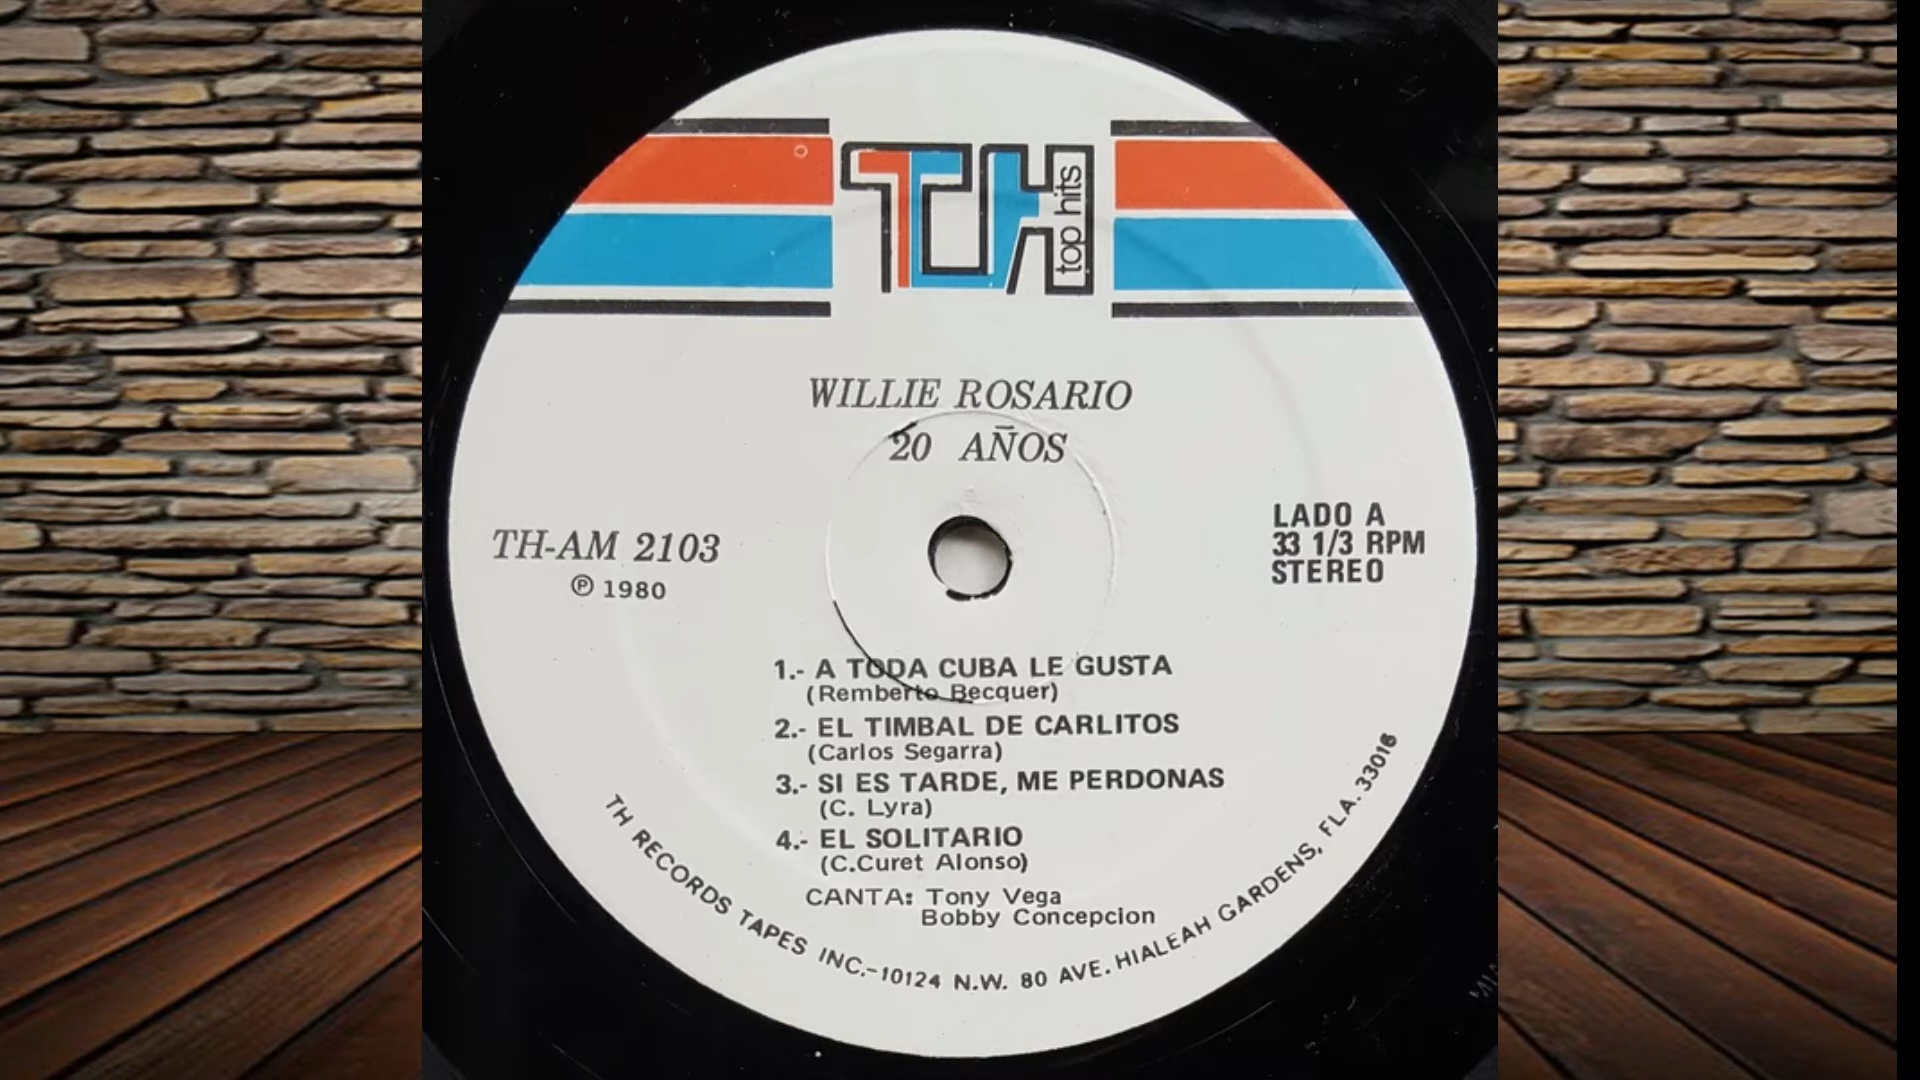 TH top hits
WILLIE ROSARIO
20 AÑOS
TH-AM 2103
℗ 1980
LADO A
33 1/3 RPM
STEREO
1.- A TODA CUBA LE GUSTA
(Remberto Becquer)
2.- EL TIMBAL DE CARLITOS
(Carlos Segarra)
3.- SI ES TARDE, ME PERDONAS
(C. Lyra)
4.- EL SOLITARIO
(C.Curet Alonso)
CANTA: Tony Vega
Bobby Concepcion
TH RECORDS TAPES INC.-10124 N.W. 80 AVE. HIALEAH GARDENS, FLA. 33016